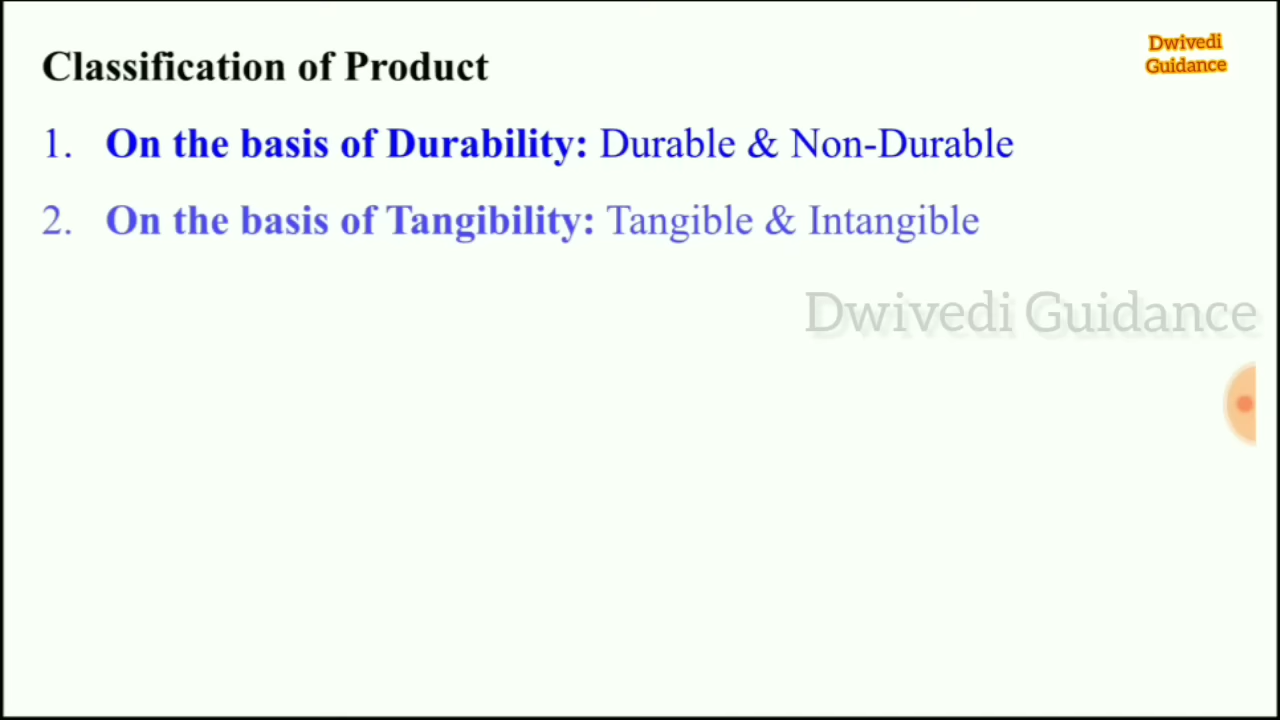 Classification of Product
Dwivedi
Guidance
1. On the basis of Durability: Durable & Non-Durable
2. On the basis of Tangibility: Tangible & Intangible
Dwivedi Guidance